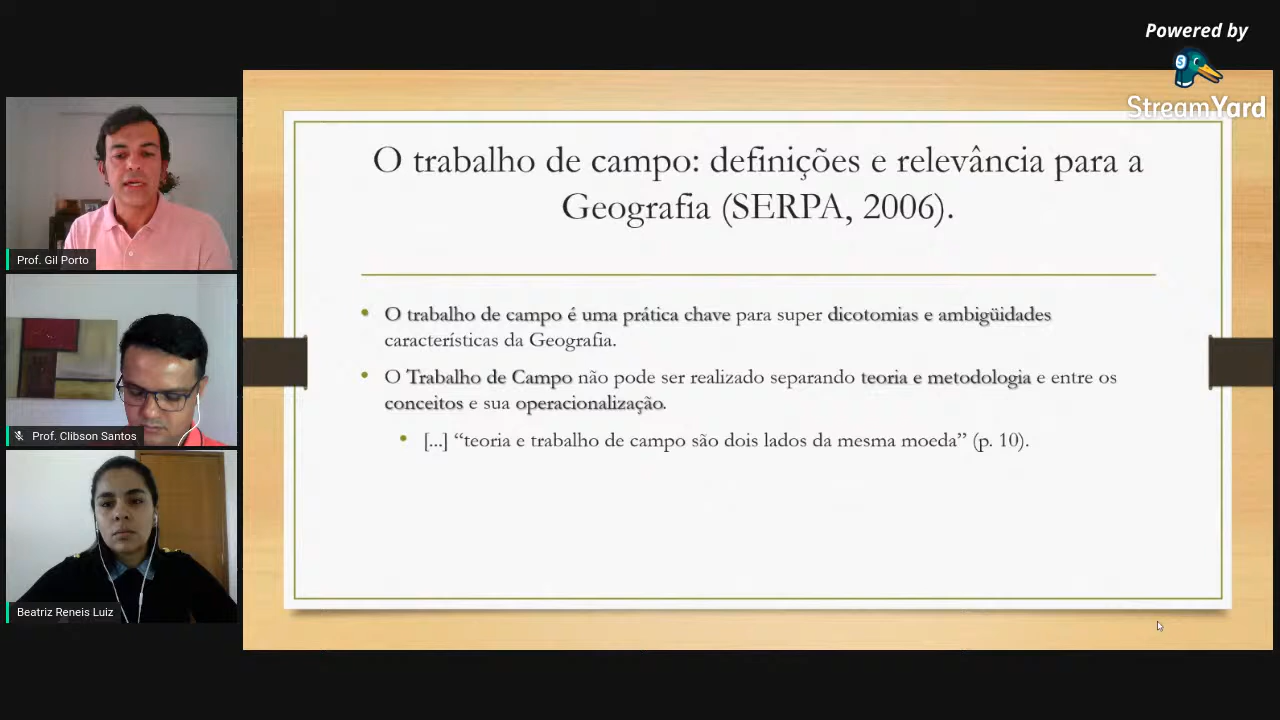 Powered by
StreamYard
O trabalho de campo: definições e relevância para a
Geografia (SERPA, 2006).
• O trabalho de campo é uma prática chave para super dicotomias e ambigüidades
características da Geografia.
• O Trabalho de Campo não pode ser realizado separando teoria e metodologia e entre os
conceitos e sua operacionalização.
• [...] “teoria e trabalho de campo são dois lados da mesma moeda” (p. 10).
Prof. Gil Porto
Prof. Clibson Santos
Beatriz Reneis Luiz